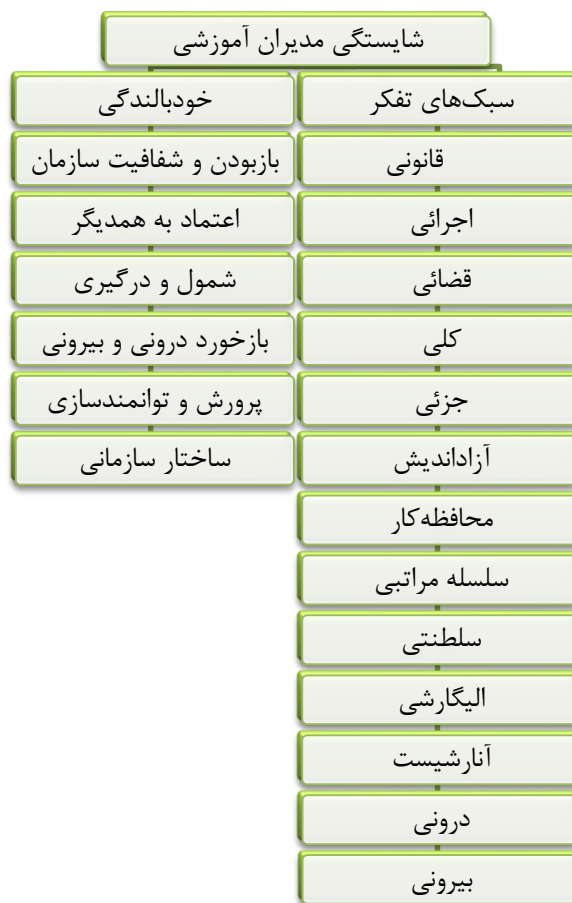 شایستگی مدیران آموزشی
سبک‌های تفکر
قانونی
اجرائی
قضائی
کلی
جزئی
آزاداندیش
محافظه‌کار
سلسله مراتبی
سلطنتی
الیگارشی
آنارشیست
درونی
بیرونی
خودبالندگی
بازبودن و شفافیت سازمان
اعتماد به همدیگر
شمول و درگیری
بازخورد درونی و بیرونی
پرورش و توانمندسازی
ساختار سازمانی